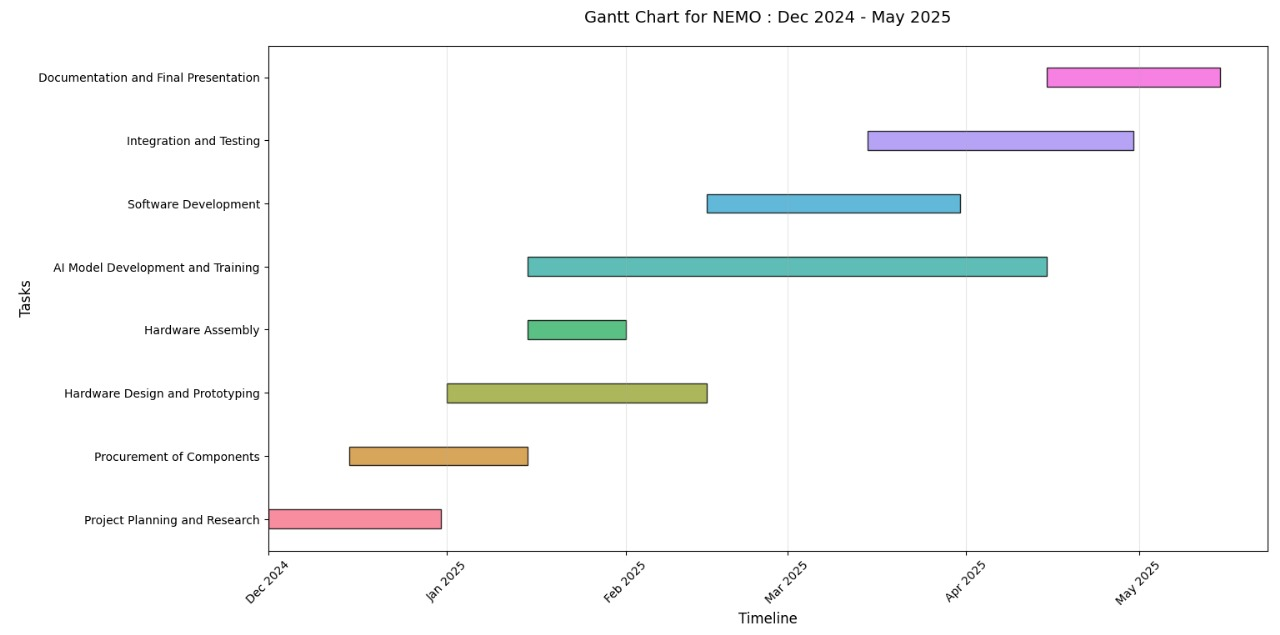 Gantt Chart for NEMO : Dec 2024 - May 2025
Documentation and Final Presentation
Integration and Testing
Software Development
AI Model Development and Training
Tasks
Hardware Assembly
Hardware Design and Prototyping
Procurement of Components
Project Planning and Research
Dec 2024
Jan 2025
Feb 2025
Mar 2025
Apr 2025
May 2025
Timeline